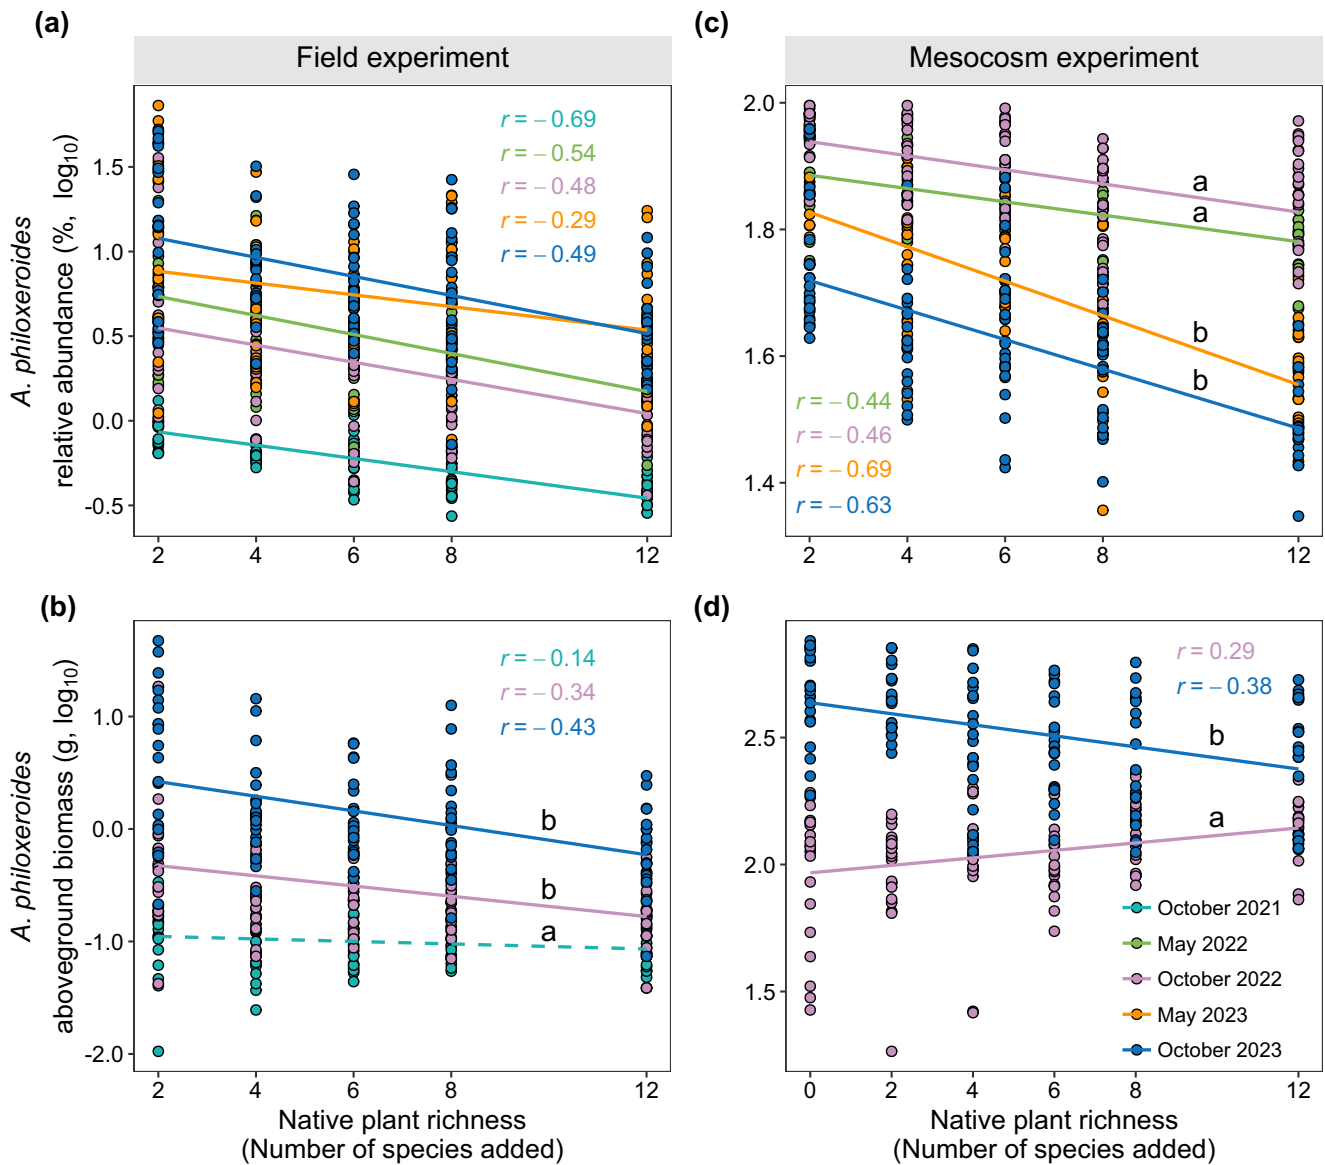 (a)
Field experiment
A. philoxeroides
relative abundance (%, log10)
1.5
1.0
0.5
0.0
-0.5
r = – 0.69
r = – 0.54
r = – 0.48
r = – 0.29
r = – 0.49
2 4 6 8 12
(c)
Mesocosm experiment
2.0
1.8
1.6
1.4
a
a
b
b
r = – 0.44
r = – 0.46
r = – 0.69
r = – 0.63
2 4 6 8 12
(b)
A. philoxeroides
aboveground biomass (g, log10)
1.0
0.0
-1.0
-2.0
r = – 0.14
r = – 0.34
r = – 0.43
b
b
a
2 4 6 8 12
Native plant richness
(Number of species added)
(d)
2.5
2.0
1.5
r = 0.29
r = – 0.38
b
a
October 2021
May 2022
October 2022
May 2023
October 2023
0 2 4 6 8 12
Native plant richness
(Number of species added)